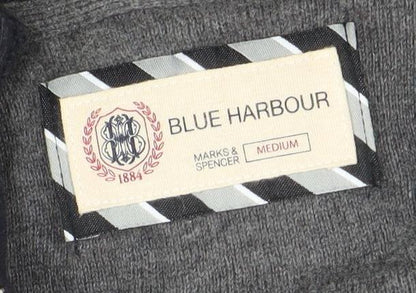 BLUE HARBOUR
MARKS &
SPENCER
MEDIUM
1884